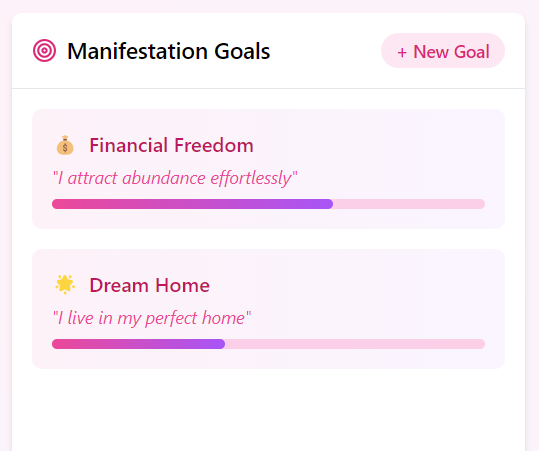 Manifestation Goals
+ New Goal
Financial Freedom
"I attract abundance effortlessly"
Dream Home
"I live in my perfect home"